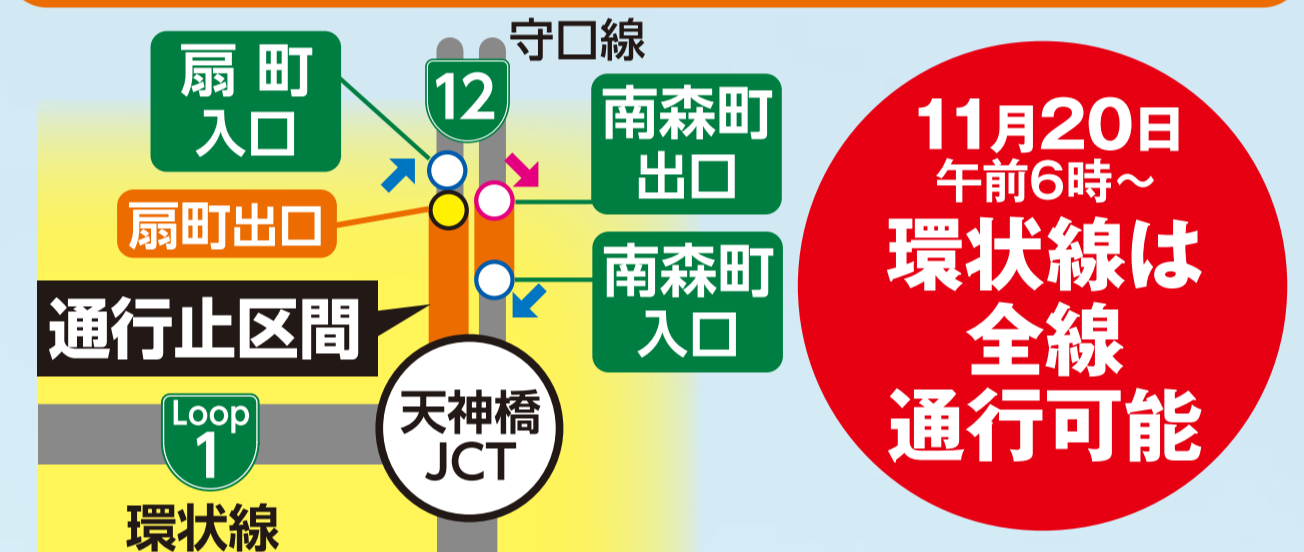 守口線
扇町
入口
12
南森町
出口
扇町出口
南森町
入口
通行止区間
天神橋
JCT
Loop
1
環状線
11月20日
午前6時～
環状線は
全線
通行可能